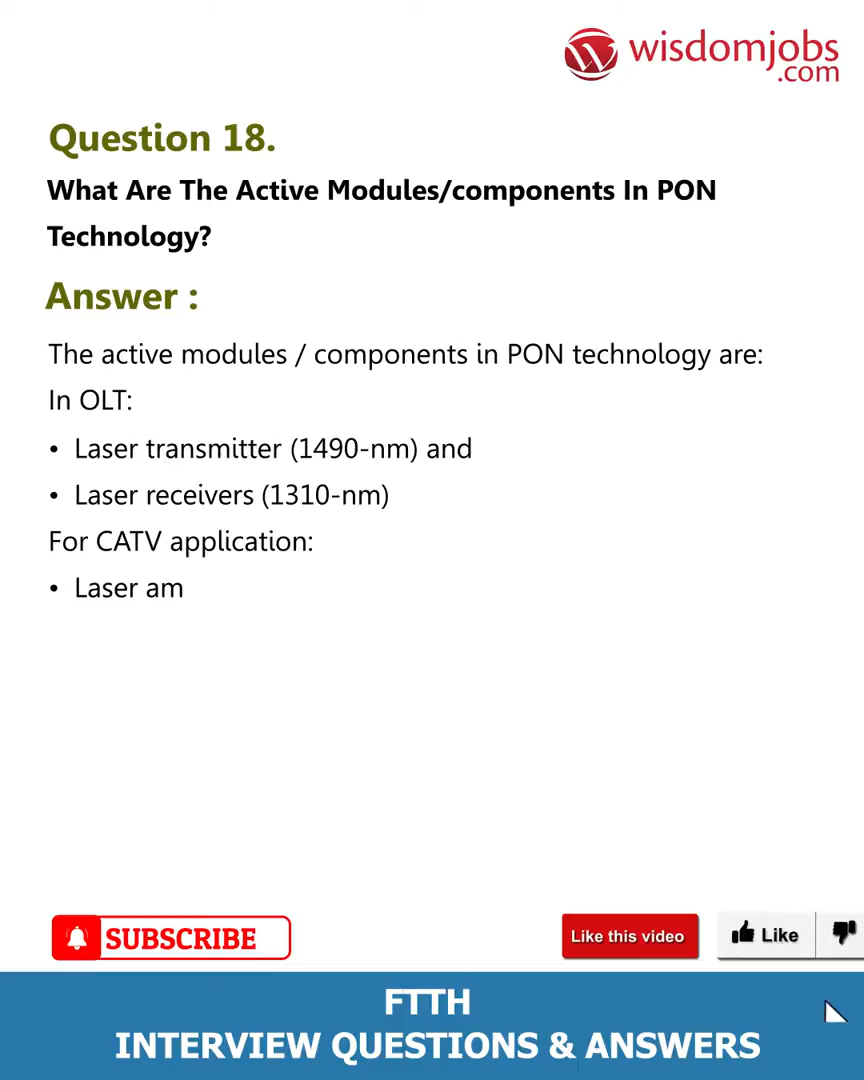 wisdomjobs
.com
Question 18.
What Are The Active Modules/components In PON
Technology?
Answer :
The active modules / components in PON technology are:
In OLT:
• Laser transmitter (1490-nm) and
• Laser receivers (1310-nm)
For CATV application:
• Laser am
SUBSCRIBE
Like this video
Like
FTTH
INTERVIEW QUESTIONS & ANSWERS